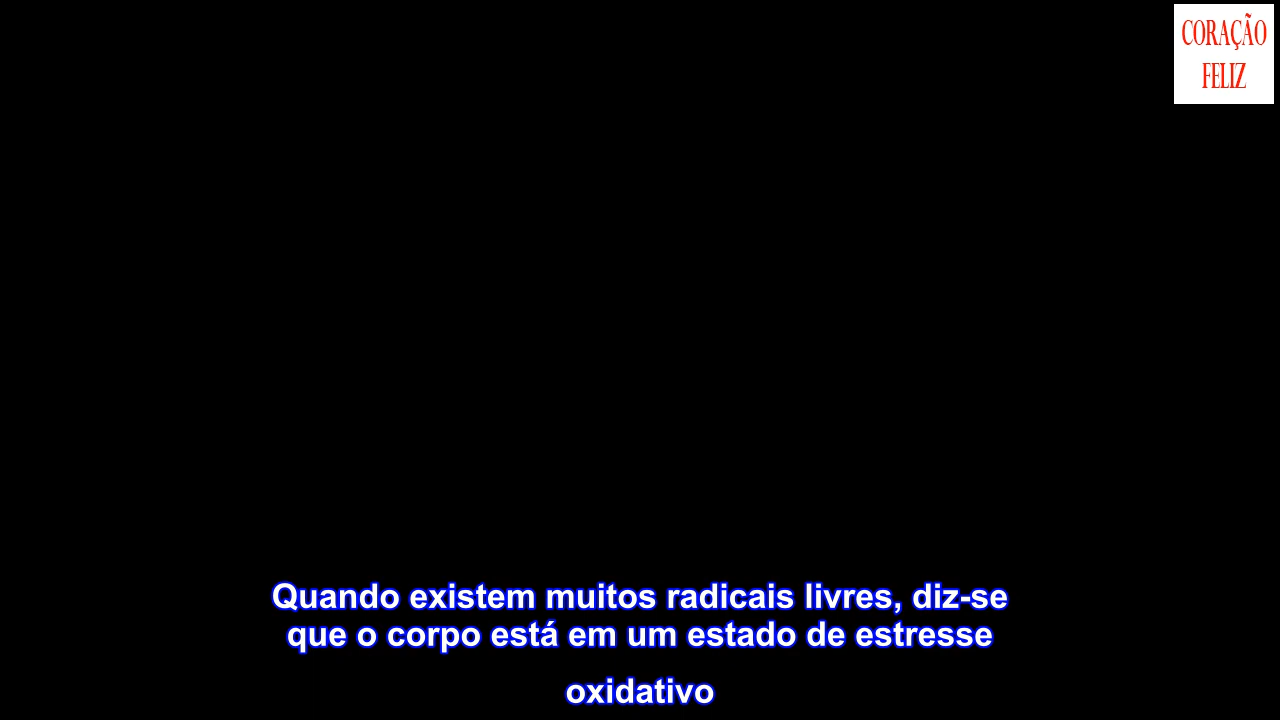 CORAÇÃO
FELIZ
Quando existem muitos radicais livres, diz-se
que o corpo está em um estado de estresse
oxidativo